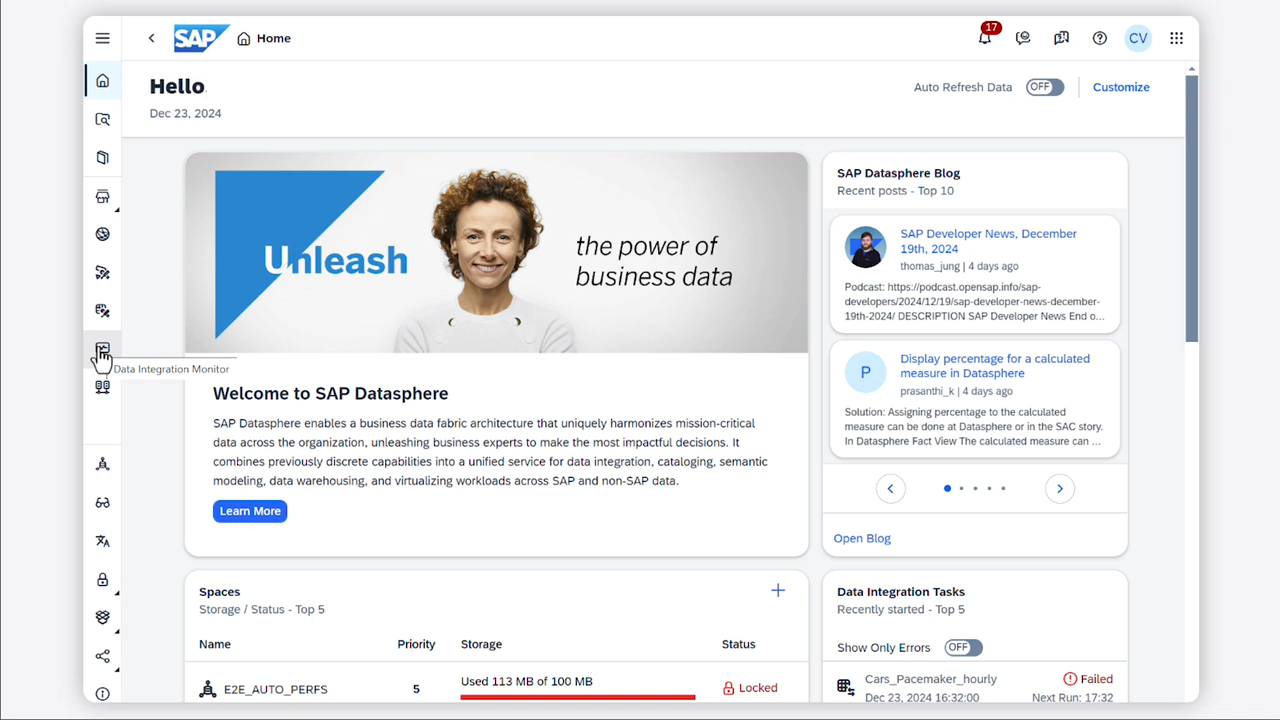 SAP
Home
17
CV
Hello
Dec 23, 2024
Auto Refresh Data
OFF
Customize
Data Integration Monitor
Unleash
the power of
business data
Welcome to SAP Datasphere
SAP Datasphere enables a business data fabric architecture that uniquely harmonizes mission-critical
data across the organization, unleashing business experts to make the most impactful decisions. It
combines previously discrete capabilities into a unified service for data integration, cataloging, semantic
modeling, data warehousing, and virtualizing workloads across SAP and non-SAP data.
Learn More
SAP Datasphere Blog
Recent posts - Top 10
SAP Developer News, December
19th, 2024
thomas_jung | 4 days ago
Podcast: https://podcast.opensap.info/sap-
developers/2024/12/19/sap-developer-news-december-
19th-2024/ DESCRIPTION SAP Developer News End o...
P
Display percentage for a calculated
measure in Datasphere
prasanthi_k | 4 days ago
Solution: Assigning percentage to the calculated
measure can be done at Datasphere or in the SAC story.
In Datasphere Fact View The calculated measure can ...
Open Blog
Spaces
Storage / Status - Top 5
Name
Priority
Storage
Status
E2E_AUTO_PERFS
5
Used 113 MB of 100 MB
Locked
Data Integration Tasks
Recently started - Top 5
Show Only Errors
OFF
Cars_Pacemaker_hourly
Failed
Dec 23, 2024 16:32:00
Next Run: 17:32